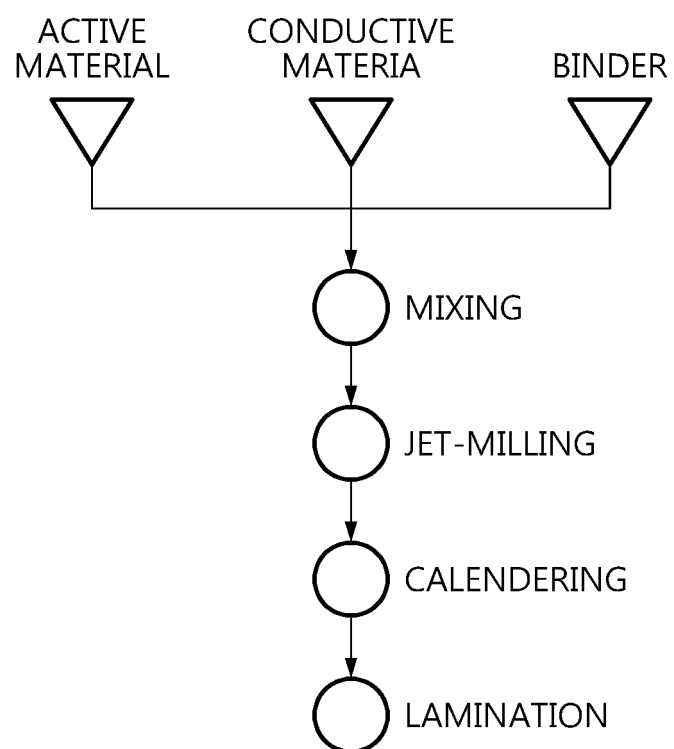 ACTIVE
MATERIAL
CONDUCTIVE
MATERIA
BINDER
MIXING
JET-MILLING
CALENDERING
LAMINATION